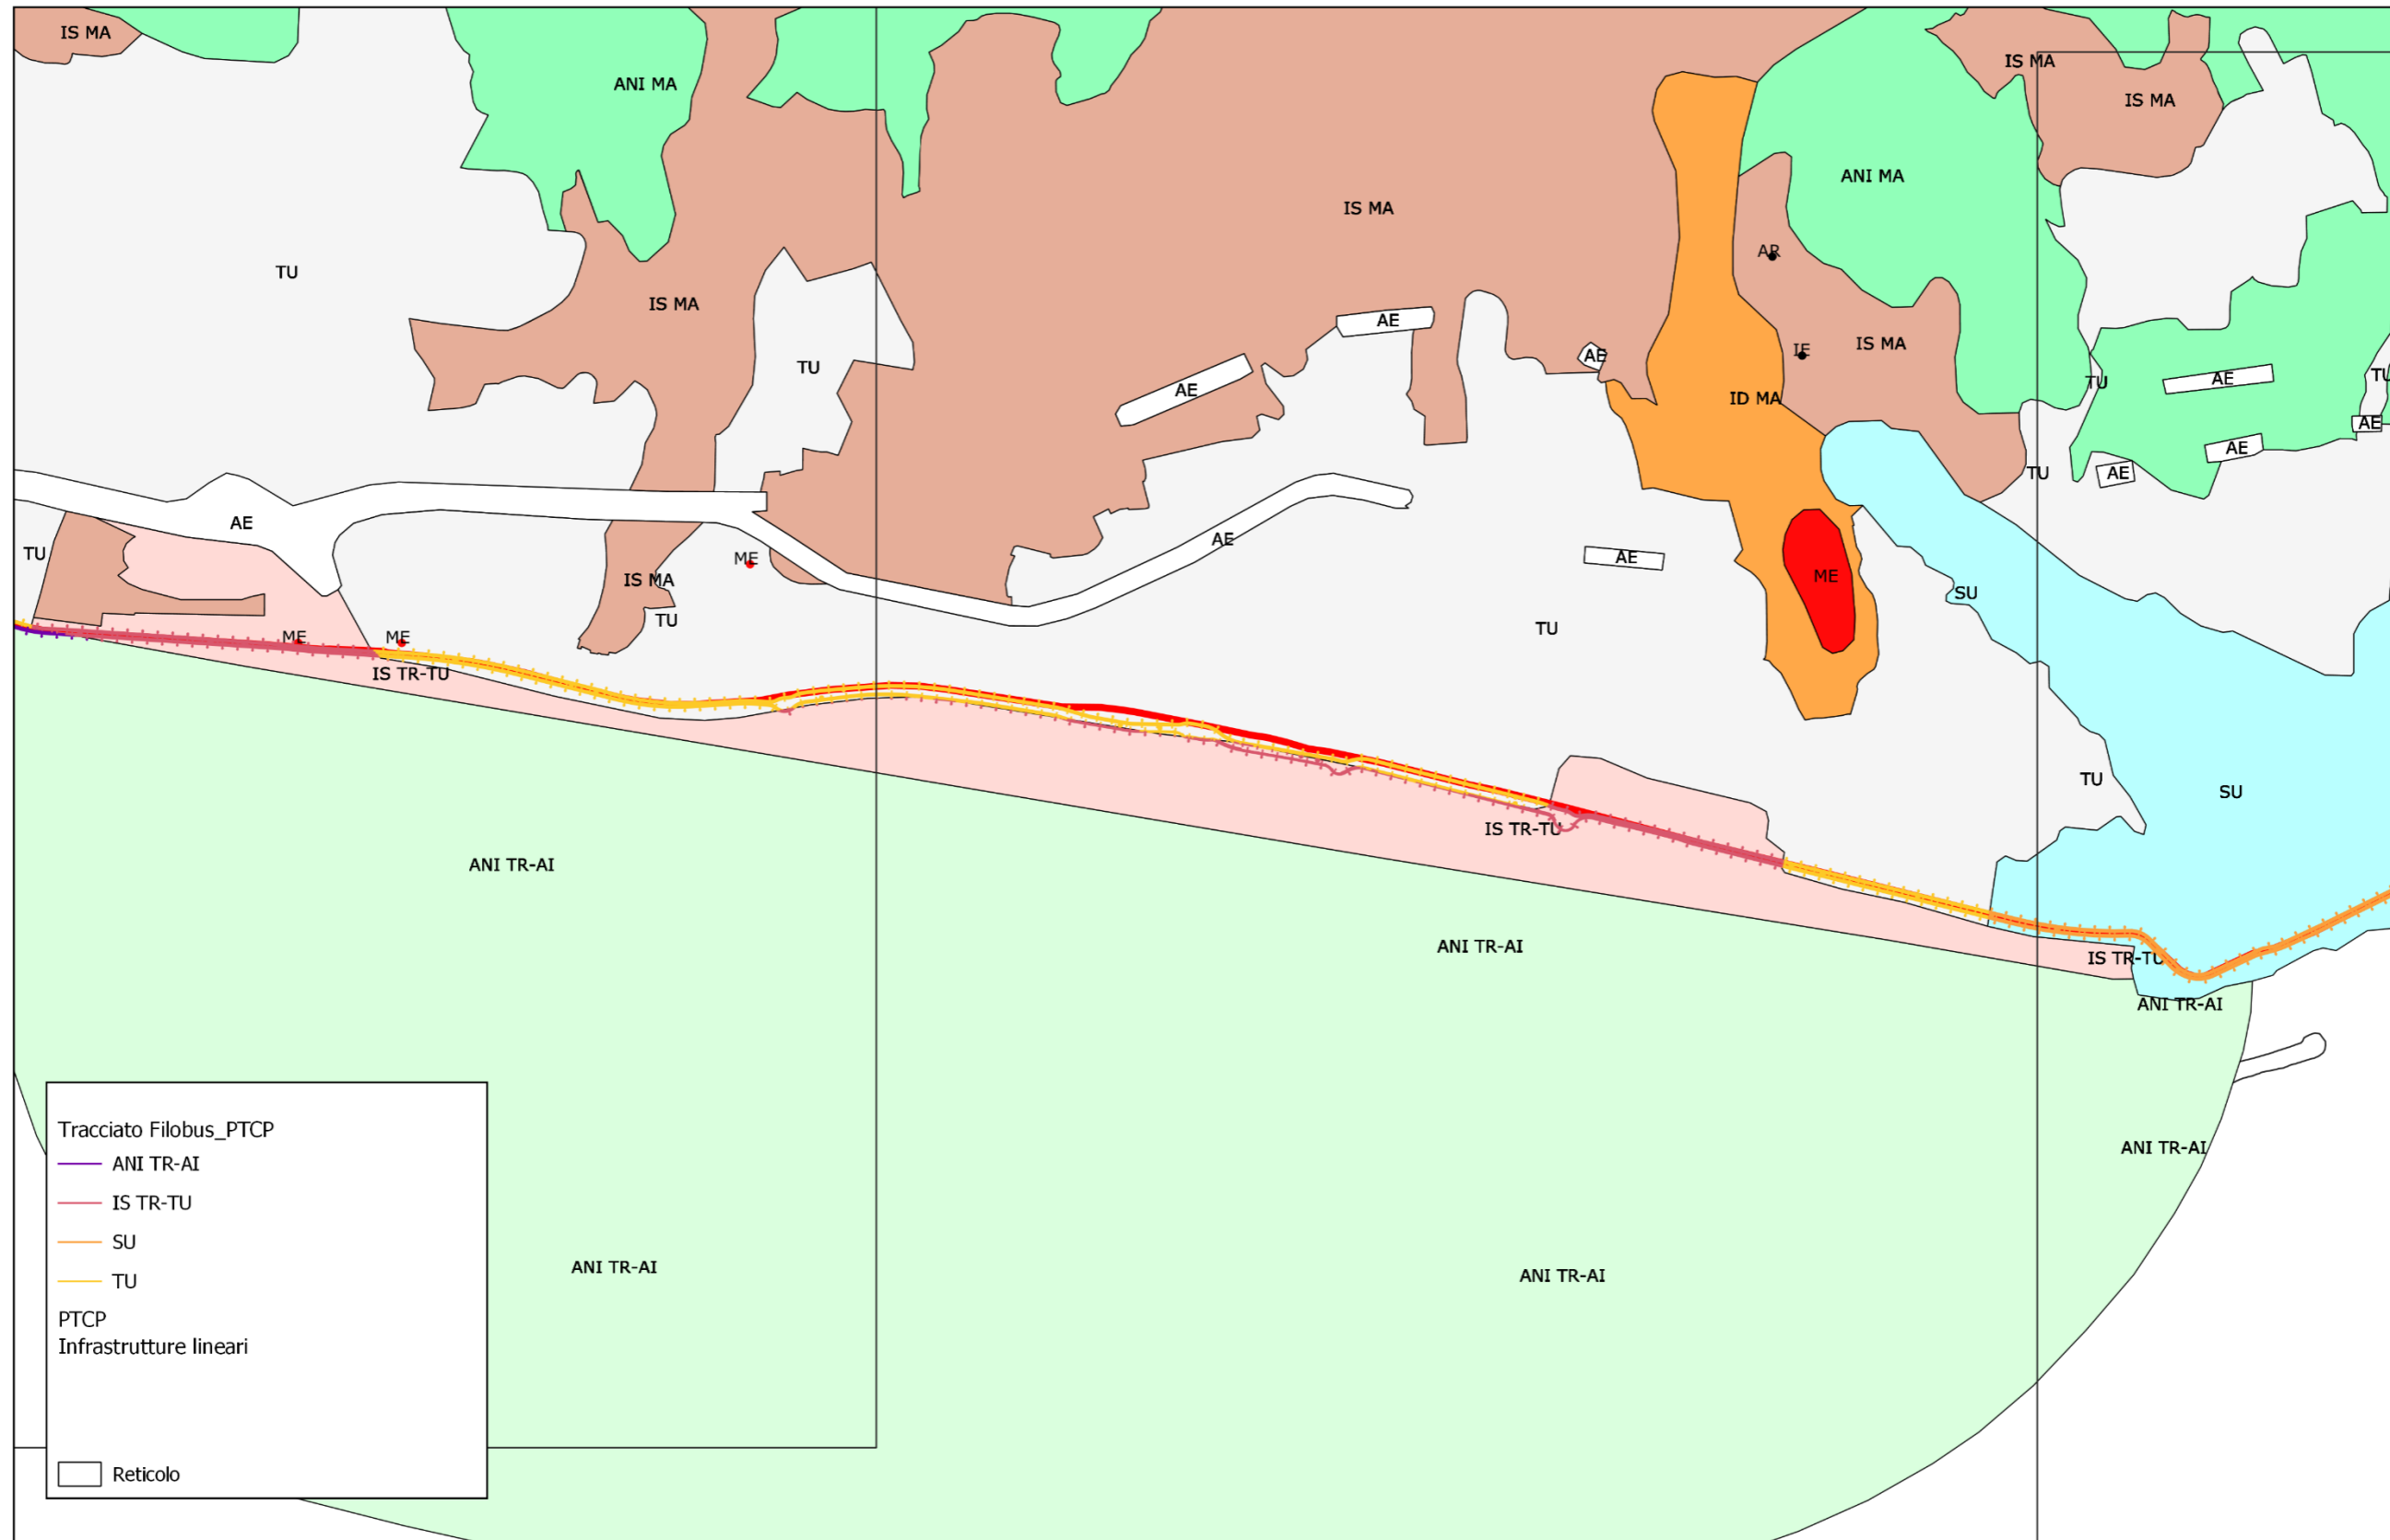 IS MA
ANI MA
IS MA
IS MA
ANI MA
IS MA
AR
TU
IS MA
AE
IS MA
IE
AE
TU
TU
AE
TU
AE
ID MA
AE
AE
TU
AE
AE
AE
TU
AE
ME
AE
ME
IS MA
SU
TU
TU
ME
ME
IS TR-TU
TU
SU
IS TR-TU
ANI TR-AI
ANI TR-AI
IS TR-TU
ANI TR-AI
ANI TR-AI
ANI TR-AI
ANI TR-AI
Tracciato Filobus_PTCP
ANI TR-AI
IS TR-TU
SU
TU
PTCP
Infrastrutture lineari
Reticolo